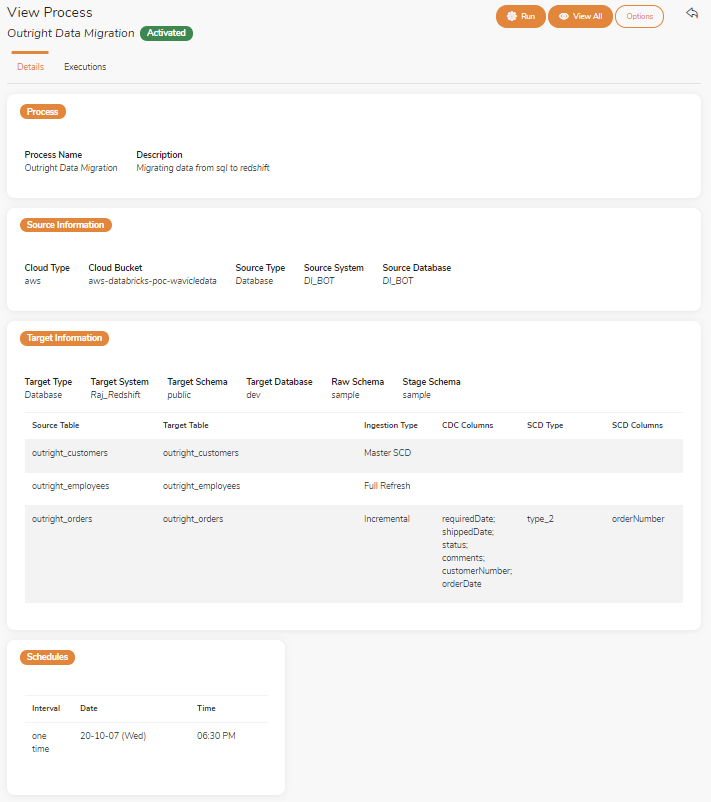 View Process
Run View All Options
Outright Data Migration Activated
Details Executions
Process
Process Name Description
Outright Data Migration Migrating data from sql to redshift
Source Information
Cloud Type Cloud Bucket Source Type Source System Source Database
aws aws-databricks-poc-wavicledata Database DI_BOT DI_BOT
Target Information
Target Type Target System Target Schema Target Database Raw Schema Stage Schema
Database Raj_Redshift public dev sample sample
Source Table Target Table Ingestion Type CDC Columns SCD Type SCD Columns
outright_customers outright_customers Master SCD
outright_employees outright_employees Full Refresh
outright_orders outright_orders Incremental requiredDate; type_2 orderNumber
shippedDate;
status;
comments;
customerNumber;
orderDate
Schedules
Interval Date Time
one 20-10-07 (Wed) 06:30 PM
time